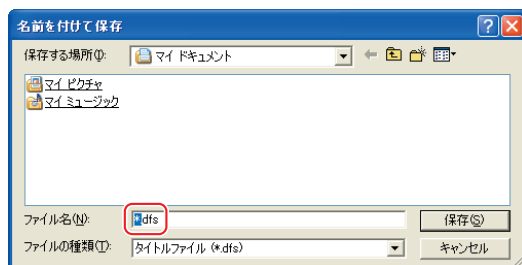 名前を付けて保存
保存する場所(I): マイ ドキュメント
マイ ピクチャ
マイ ミュージック
ファイル名(N): *.dfs 保存(S)
ファイルの種類(T): タイトルファイル (*.dfs) キャンセル